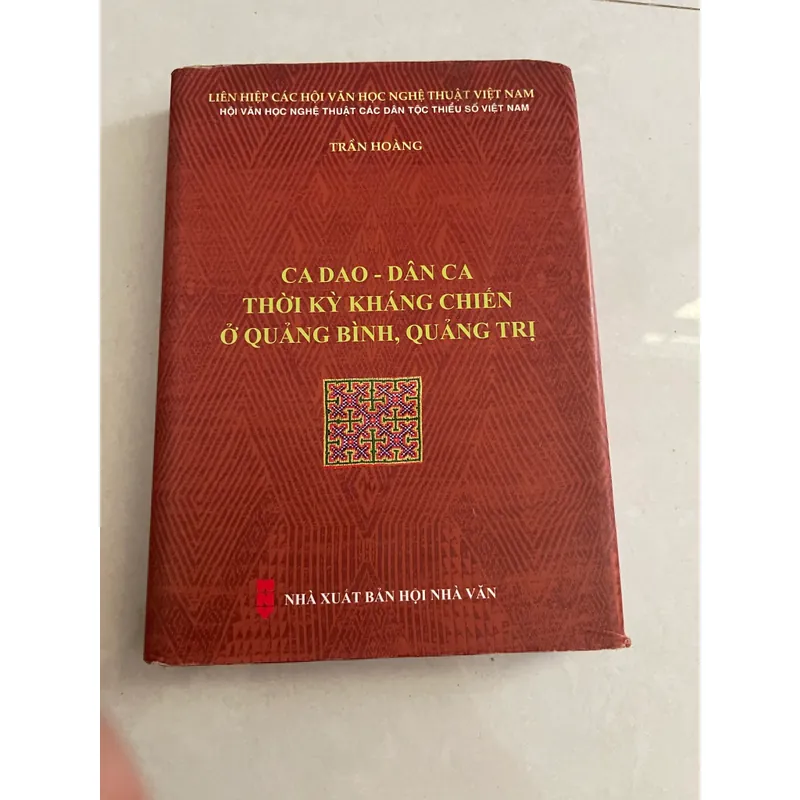 LIÊN HIỆP CÁC HỘI VĂN HỌC NGHỆ THUẬT VIỆT NAM
HỘI VĂN HỌC NGHỆ THUẬT CÁC DÂN TỘC THIỂU SỐ VIỆT NAM
TRẦN HOÀNG
CA DAO - DÂN CA
THỜI KỲ KHÁNG CHIẾN
Ở QUẢNG BÌNH, QUẢNG TRỊ
NHÀ XUẤT BẢN HỘI NHÀ VĂN